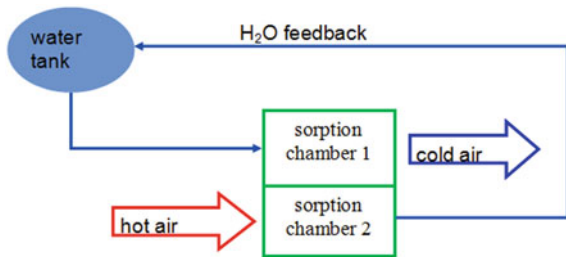 water
tank
H₂O feedback
sorption
chamber 1
cold air
hot air
sorption
chamber 2